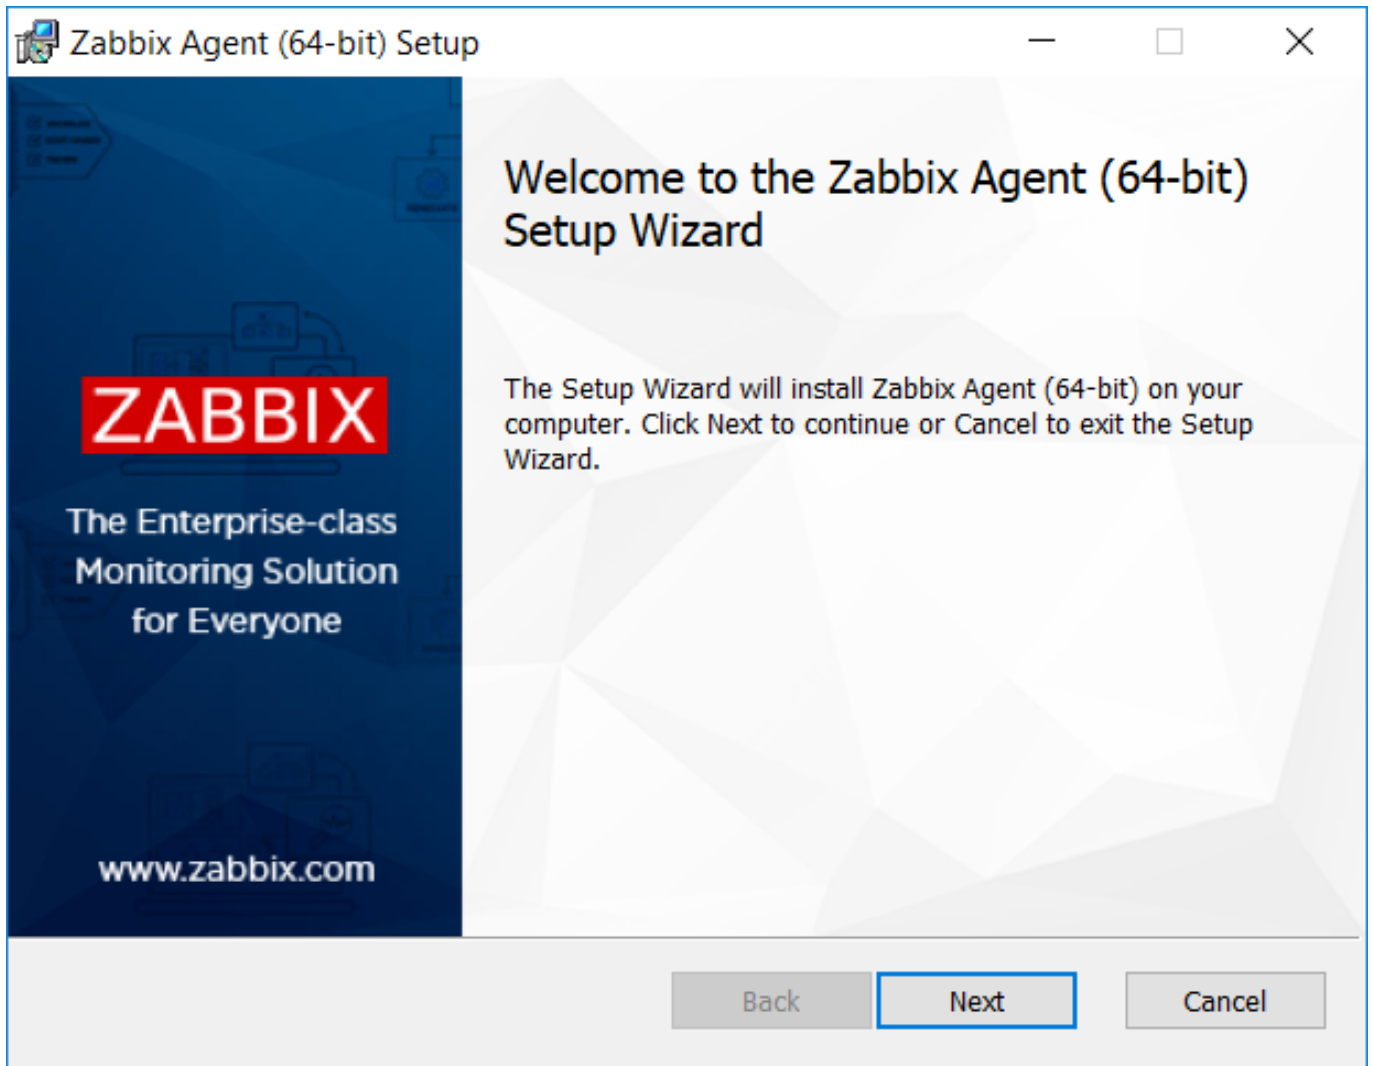 Zabbix Agent (64-bit) Setup
Welcome to the Zabbix Agent (64-bit)
Setup Wizard
The Setup Wizard will install Zabbix Agent (64-bit) on your
computer. Click Next to continue or Cancel to exit the Setup
Wizard.
ZABBIX
The Enterprise-class
Monitoring Solution
for Everyone
www.zabbix.com
Back
Next
Cancel